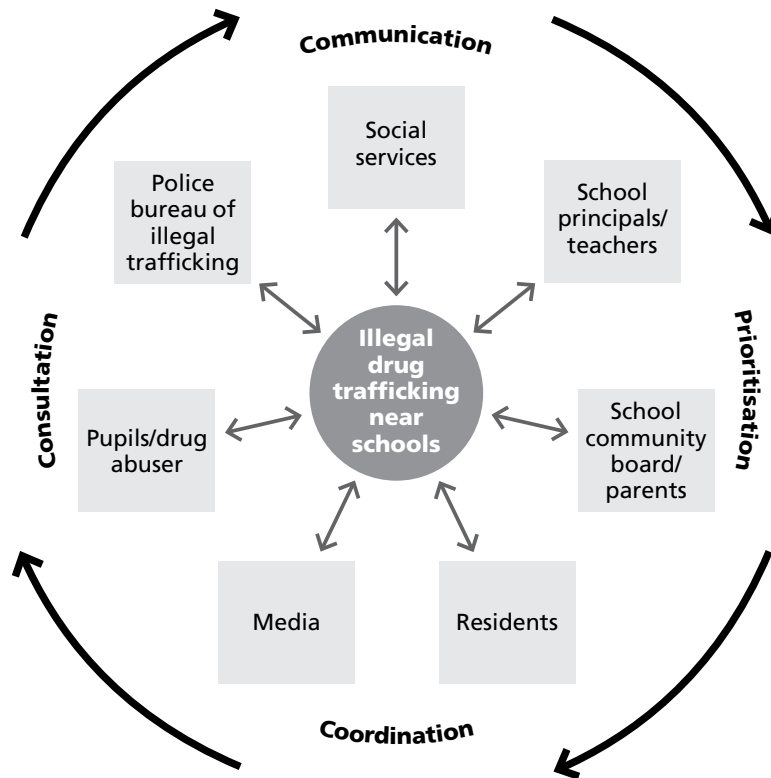 Communication
Social
services
School
principals/
teachers
Prioritisation
School
community
board/
parents
Residents
Coordination
Media
Pupils/drug
abuser
Consultation
Police
bureau of
illegal
trafficking
Illegal
drug
trafficking
near
schools